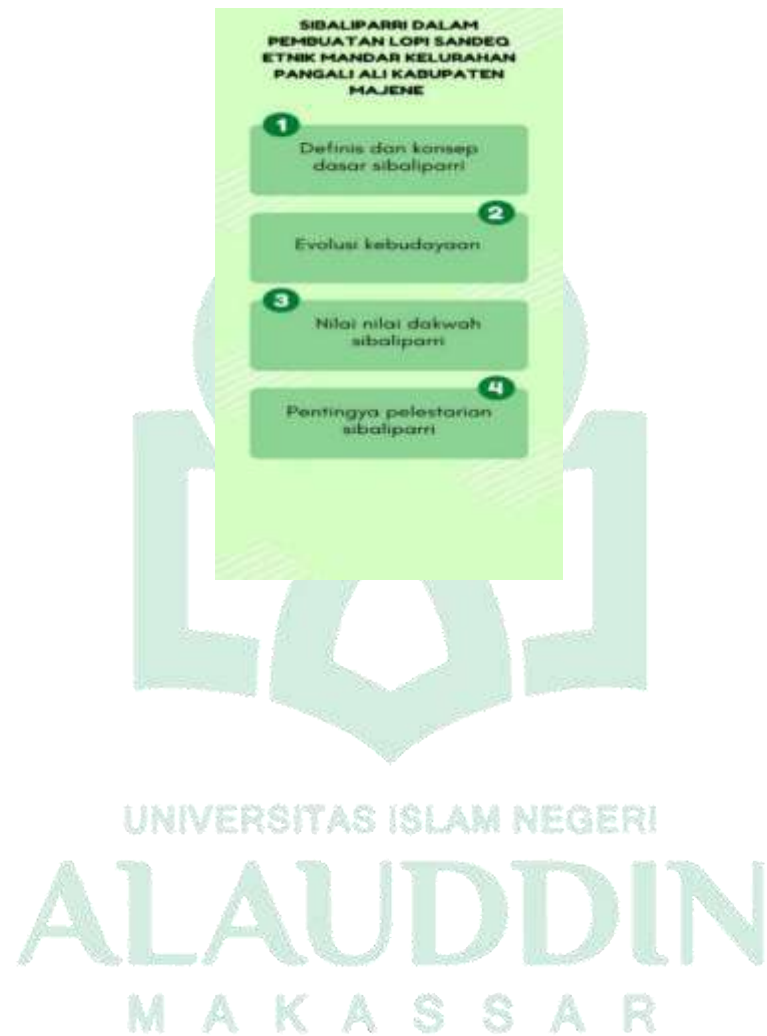 SIBALIPARRI DALAM
PEMBUATAN LOPI SANDEQ
ETNIK MANDAR KELURAHAN
PANGALI ALI KABUPATEN
MAJENE
1
Definis dan konsep
dasar sibaliparri
2
Evolusi kebudayaan
3
Nilai nilai dakwah
sibaliparri
4
Pentingya pelestarian
sibaliparri
UNIVERSITAS ISLAM NEGERI
ALAUDDIN
MAKASSAR